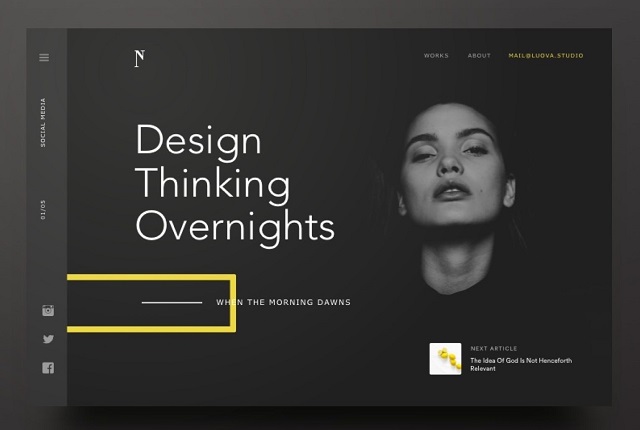 N
WORKS ABOUT MAIL@LUOVA.STUDIO
SOCIAL MEDIA
01/05
Design
Thinking
Overnights
WHEN THE MORNING DAWNS
NEXT ARTICLE
The Idea Of God Is Not Henceforth
Relevant